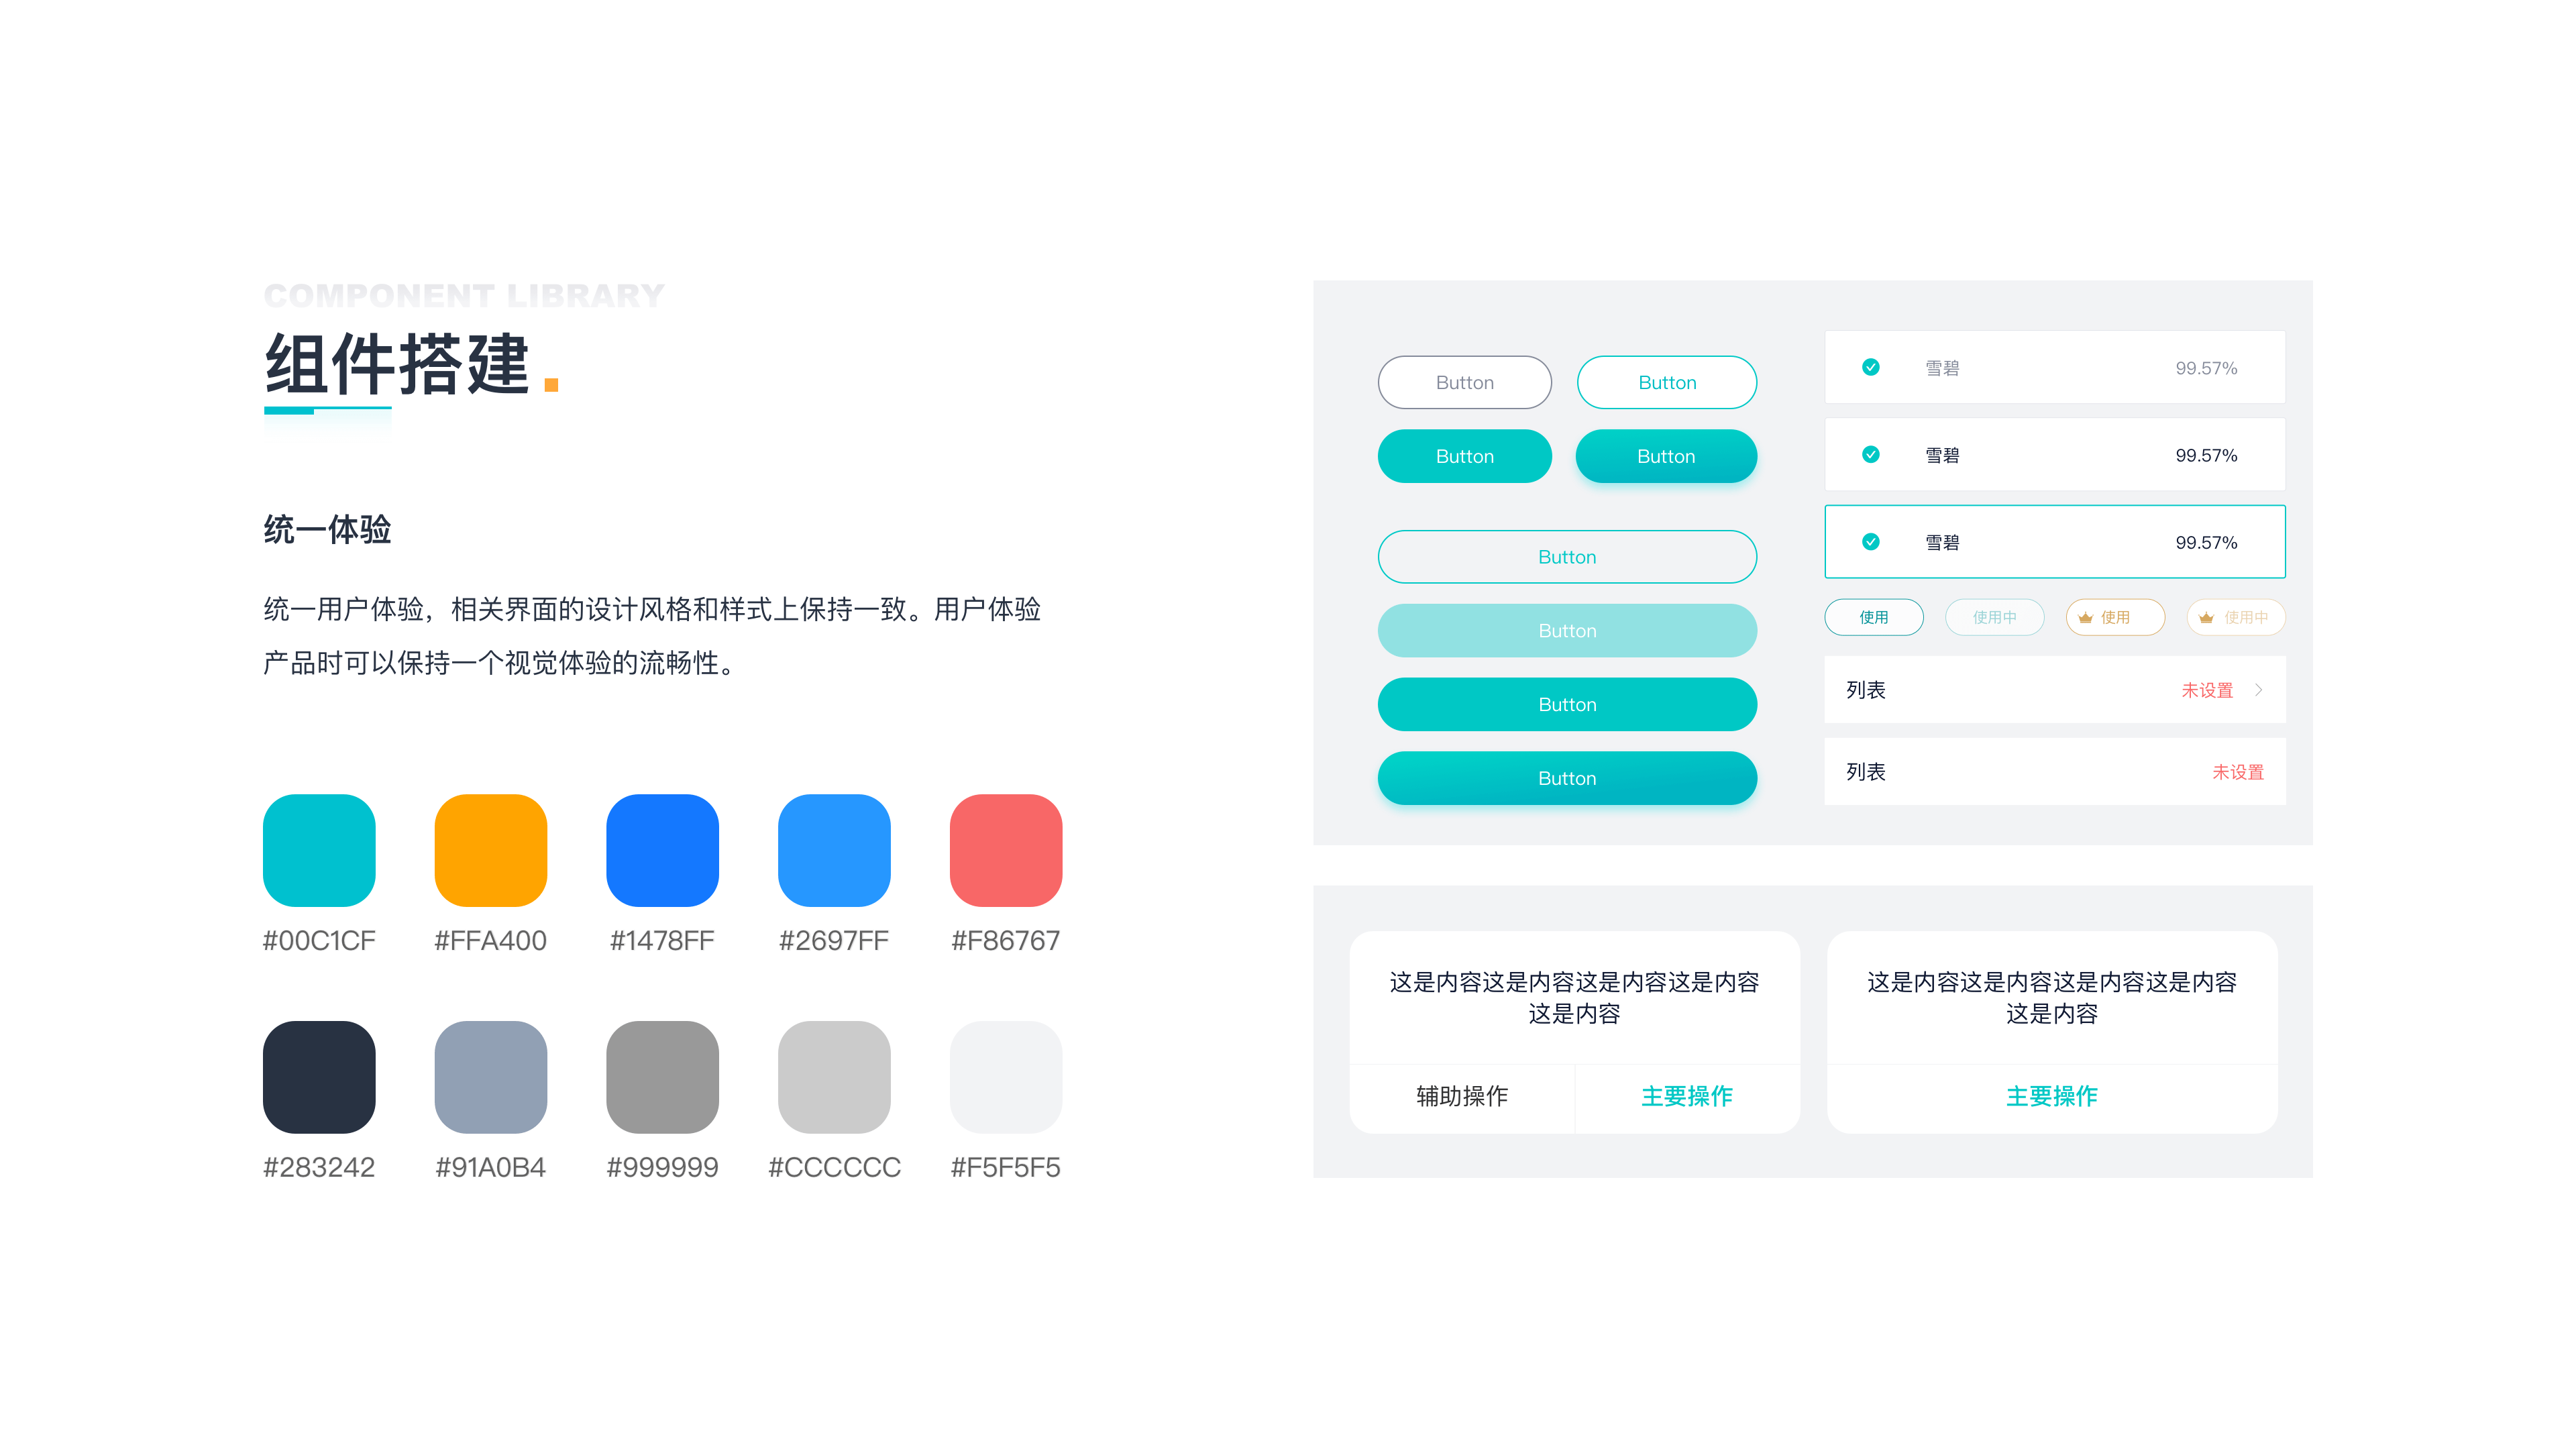 COMPONENT LIBRARY
组件搭建.
统一体验
统一用户体验，相关界面的设计风格和样式上保持一致。用户体验
产品时可以保持一个视觉体验的流畅性。
#00C1CF #FFA400 #1478FF #2697FF #F86767
#283242 #91A0B4 #999999 #CCCCCC #F5F5F5
Button Button
Button Button
Button
Button
Button
Button
雪碧 99.57%
雪碧 99.57%
雪碧 99.57%
使用 使用中 使用 使用中
列表 未设置
列表 未设置
这是内容这是内容这是内容这是内容
这是内容
辅助操作 主要操作
这是内容这是内容这是内容这是内容
这是内容
主要操作